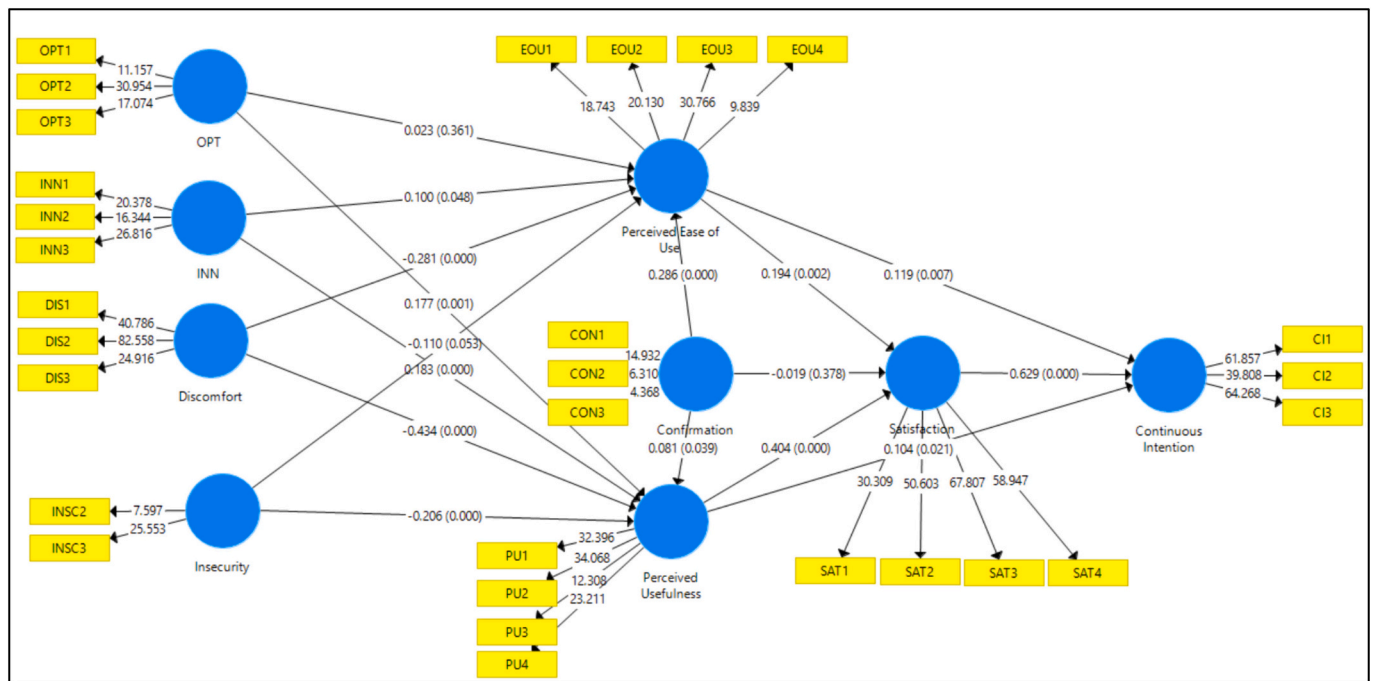 OPT1
OPT2
OPT3
11.157
30.954
17.074
OPT
INN1
INN2
INN3
20.378
16.344
26.816
INN
DIS1
DIS2
DIS3
40.786
82.558
24.916
Discomfort
INSC2
INSC3
7.597
25.553
Insecurity
EOU1
EOU2
EOU3
EOU4
18.743
20.130
30.766
9.839
Perceived Ease of
Use
0.023 (0.361)
0.100 (0.048)
-0.281 (0.000)
0.177 (0.001)
-0.110 (0.053)
0.183 (0.000)
-0.434 (0.000)
-0.206 (0.000)
0.286 (0.000)
CON1
CON2
CON3
14.932
6.310
4.368
Confirmation
0.081 (0.039)
-0.019 (0.378)
0.194 (0.002)
0.119 (0.007)
0.404 (0.000)
0.104 (0.021)
0.629 (0.000)
PU1
PU2
PU3
PU4
32.396
34.068
12.308
23.211
Perceived
Usefulness
Satisfaction
30.309
50.603
67.807
58.947
SAT1
SAT2
SAT3
SAT4
Continuous
Intention
61.857
39.808
64.268
CI1
CI2
CI3